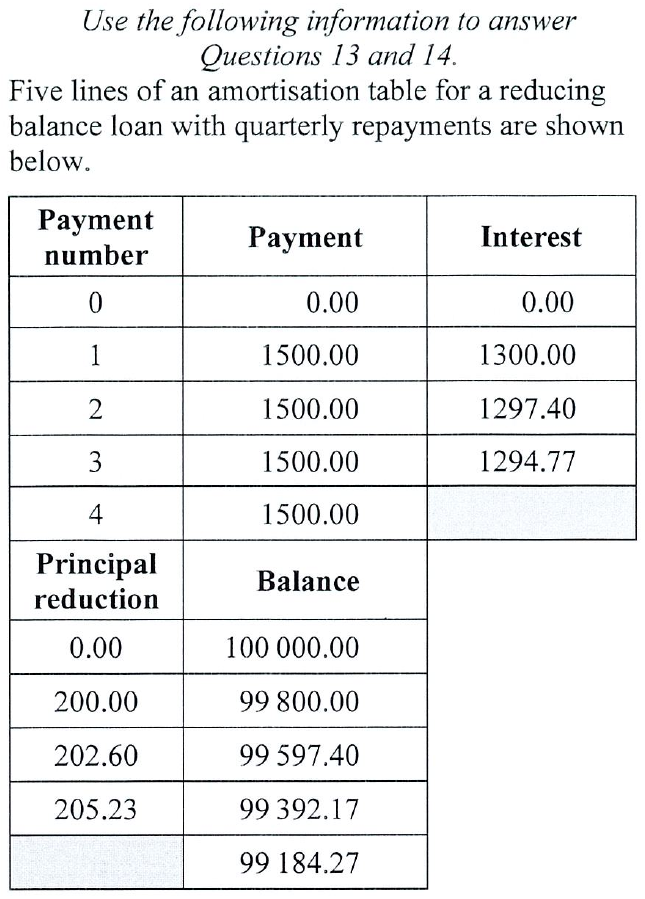 Use the following information to answer
Questions 13 and 14.
Five lines of an amortisation table for a reducing
balance loan with quarterly repayments are shown
below.
Payment number Payment Interest
0 0.00 0.00
1 1500.00 1300.00
2 1500.00 1297.40
3 1500.00 1294.77
4 1500.00
Principal reduction Balance
0.00 100 000.00
200.00 99 800.00
202.60 99 597.40
205.23 99 392.17
99 184.27